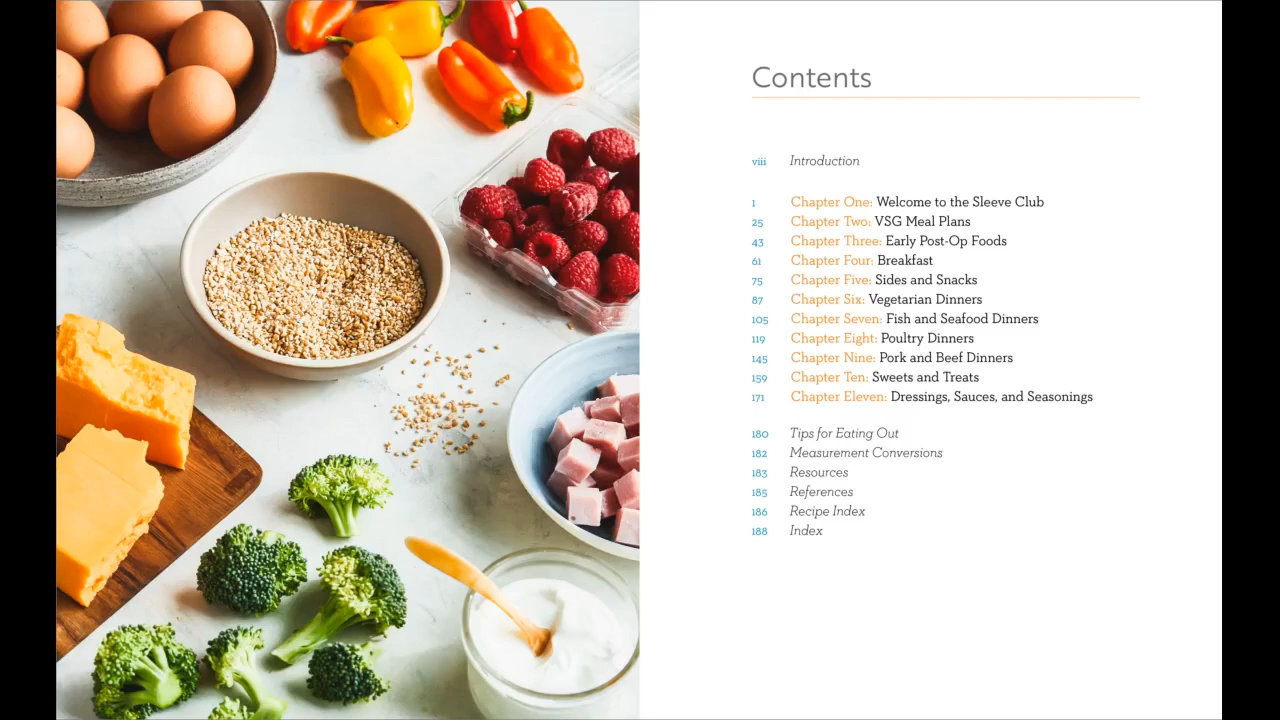 Contents
viii Introduction
1 Chapter One: Welcome to the Sleeve Club
25 Chapter Two: VSG Meal Plans
43 Chapter Three: Early Post-Op Foods
61 Chapter Four: Breakfast
75 Chapter Five: Sides and Snacks
87 Chapter Six: Vegetarian Dinners
105 Chapter Seven: Fish and Seafood Dinners
119 Chapter Eight: Poultry Dinners
145 Chapter Nine: Pork and Beef Dinners
159 Chapter Ten: Sweets and Treats
171 Chapter Eleven: Dressings, Sauces, and Seasonings
180 Tips for Eating Out
182 Measurement Conversions
183 Resources
185 References
186 Recipe Index
188 Index